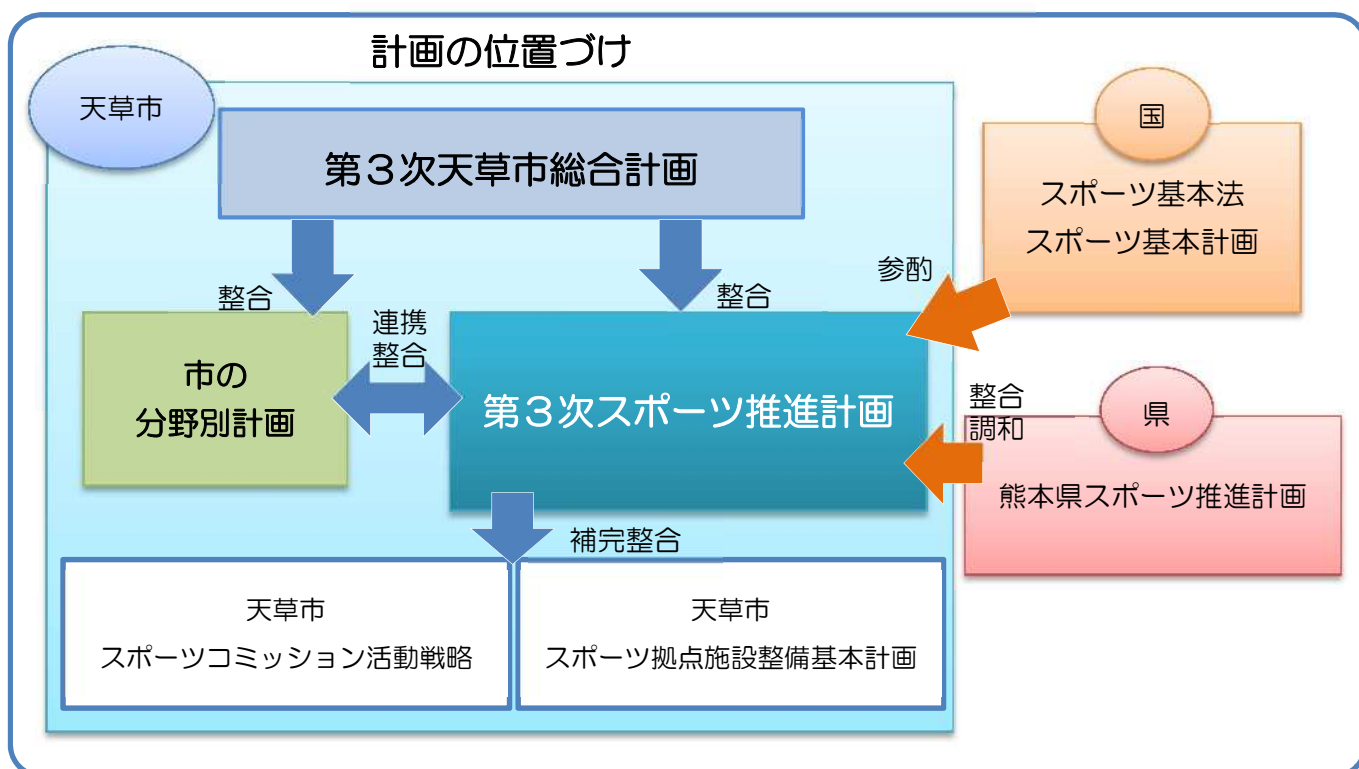 計画の位置づけ
天草市
第3次天草市総合計画
国
スポーツ基本法
スポーツ基本計画
参酌
整合
整合
連携
整合
市の
分野別計画
第3次スポーツ推進計画
整合
調和
県
熊本県スポーツ推進計画
補完整合
天草市
スポーツコミッション活動戦略
天草市
スポーツ拠点施設整備基本計画